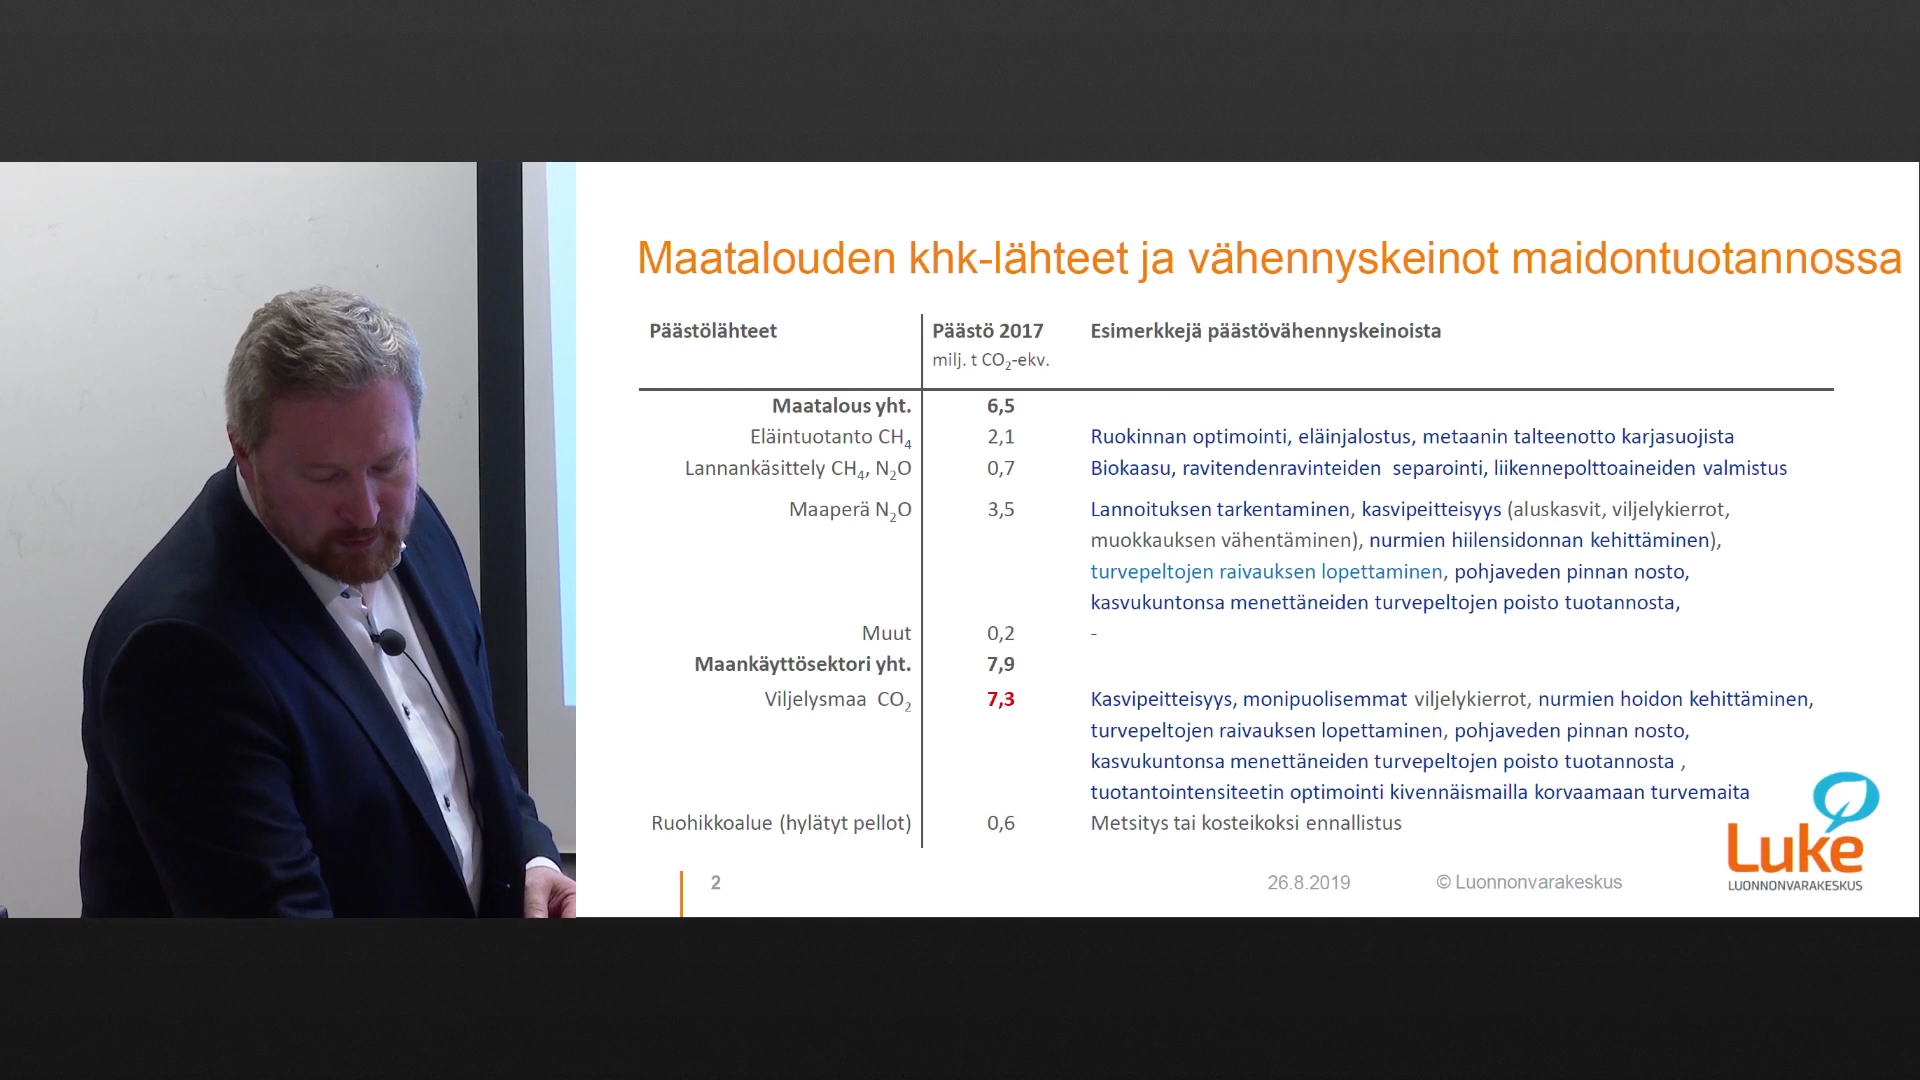 Maatalouden khk-lähteet ja vähennyskeinot maidontuotannossa
Päästölähteet Päästö 2017 Esimerkkejä päästövähennyskeinoista
milj. t CO₂-ekv.
Maatalous yht. 6,5
Eläintuotanto CH₄ 2,1 Ruokinnan optimointi, eläinjalostus, metaanin talteenotto karjasuojista
Lannankäsittely CH₄, N₂O 0,7 Biokaasu, ravitendenravinteiden separointi, liikennepolttoaineiden valmistus
Maaperä N₂O 3,5 Lannoituksen tarkentaminen, kasvipeitteisyys (aluskasvit, viljelykierrot,
muokkauksen vähentäminen), nurmien hiilensidonnan kehittäminen),
turvepeltojen raivauksen lopettaminen, pohjaveden pinnan nosto,
kasvukuntonsa menettäneiden turvepeltojen poisto tuotannosta,
Muut 0,2 -
Maankäyttösektori yht. 7,9
Viljelysmaa CO₂ 7,3 Kasvipeitteisyys, monipuolisemmat viljelykierrot, nurmien hoidon kehittäminen,
turvepeltojen raivauksen lopettaminen, pohjaveden pinnan nosto,
kasvukuntonsa menettäneiden turvepeltojen poisto tuotannosta ,
tuotantointensiteetin optimointi kivennäismailla korvaamaan turvemaita
Ruohikkoalue (hylätyt pellot) 0,6 Metsitys tai kosteikoksi ennallistus
Luke
LUONNONVARAKESKUS
2 26.8.2019 © Luonnonvarakeskus